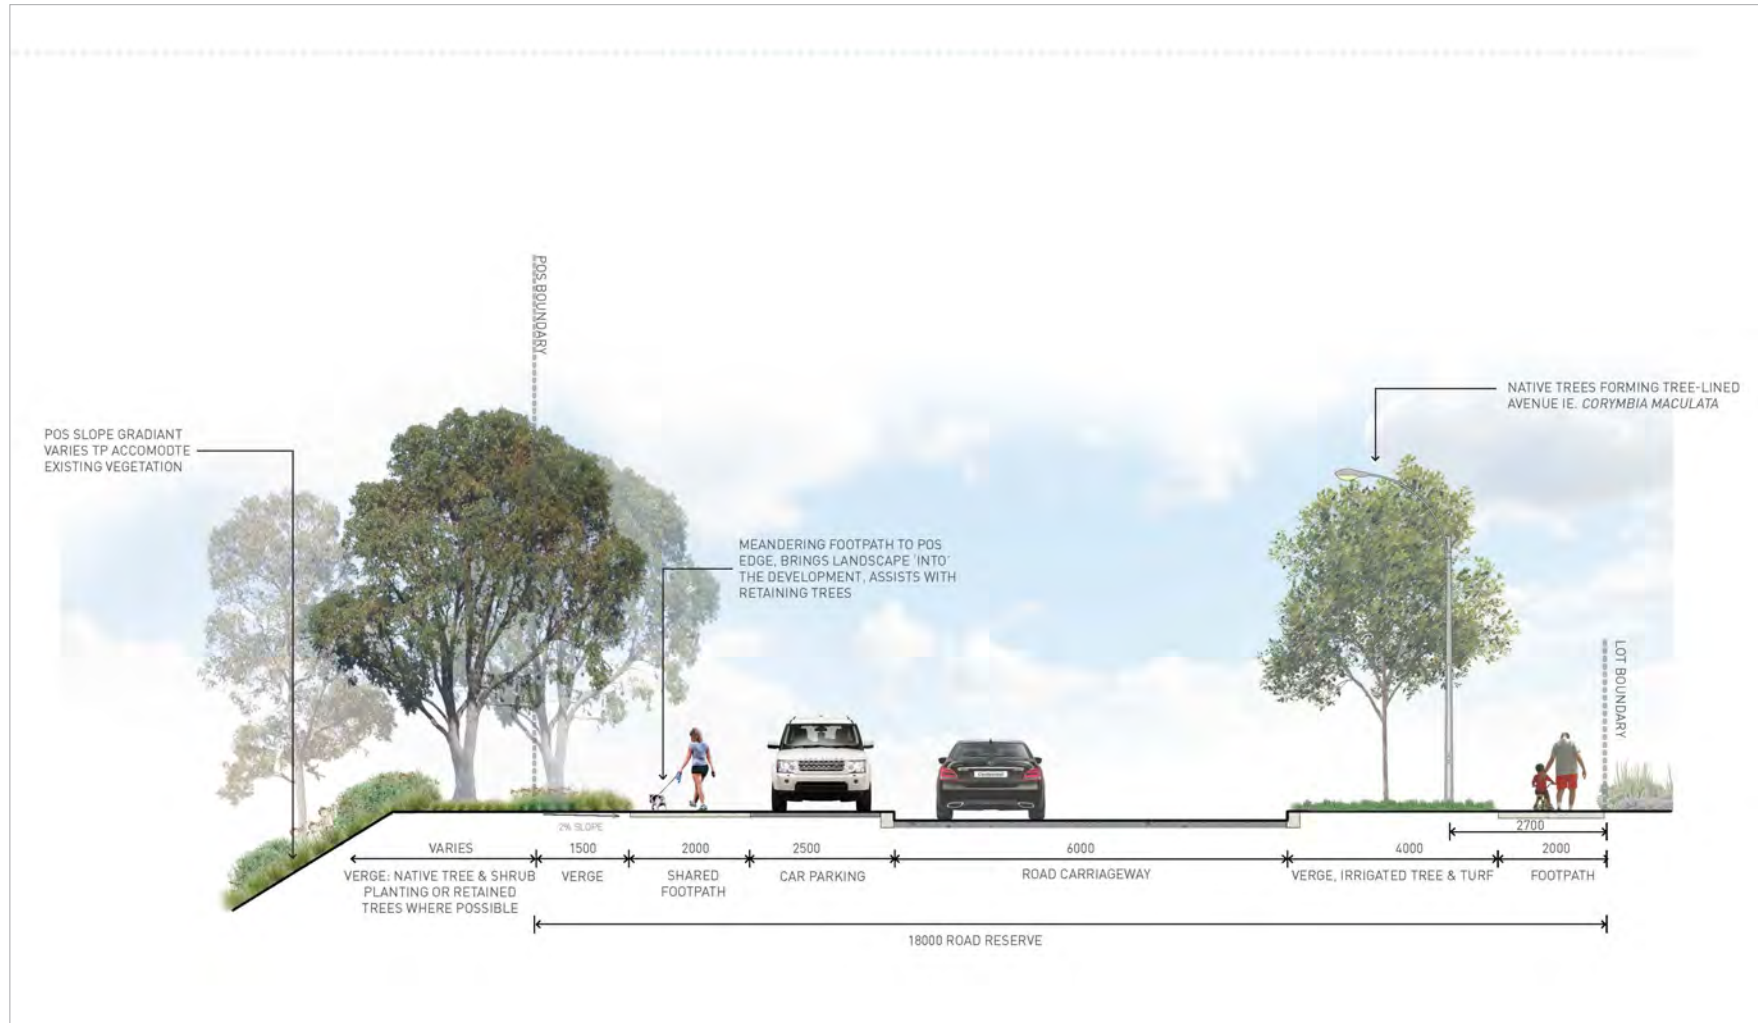 POS BOUNDARY
NATIVE TREES FORMING TREE-LINED
AVENUE IE. CORYMBIA MACULATA
POS SLOPE GRADIANT
VARIES TP ACCOMODTE
EXISTING VEGETATION
MEANDERING FOOTPATH TO POS
EDGE, BRINGS LANDSCAPE 'INTO'
THE DEVELOPMENT, ASSISTS WITH
RETAINING TREES
LOT BOUNDARY
2% SLOPE
2700
VARIES
1500
2000
2500
6000
4000
2000
VERGE: NATIVE TREE & SHRUB
PLANTING OR RETAINED
TREES WHERE POSSIBLE
VERGE
SHARED
FOOTPATH
CAR PARKING
ROAD CARRIAGEWAY
VERGE, IRRIGATED TREE & TURF
FOOTPATH
18000 ROAD RESERVE